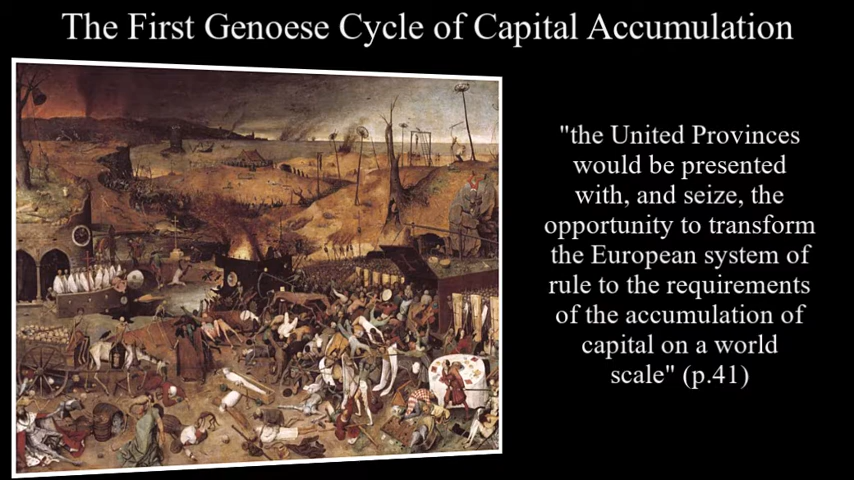 The First Genoese Cycle of Capital Accumulation
"the United Provinces
would be presented
with, and seize, the
opportunity to transform
the European system of
rule to the requirements
of the accumulation of
capital on a world
scale" (p.41)